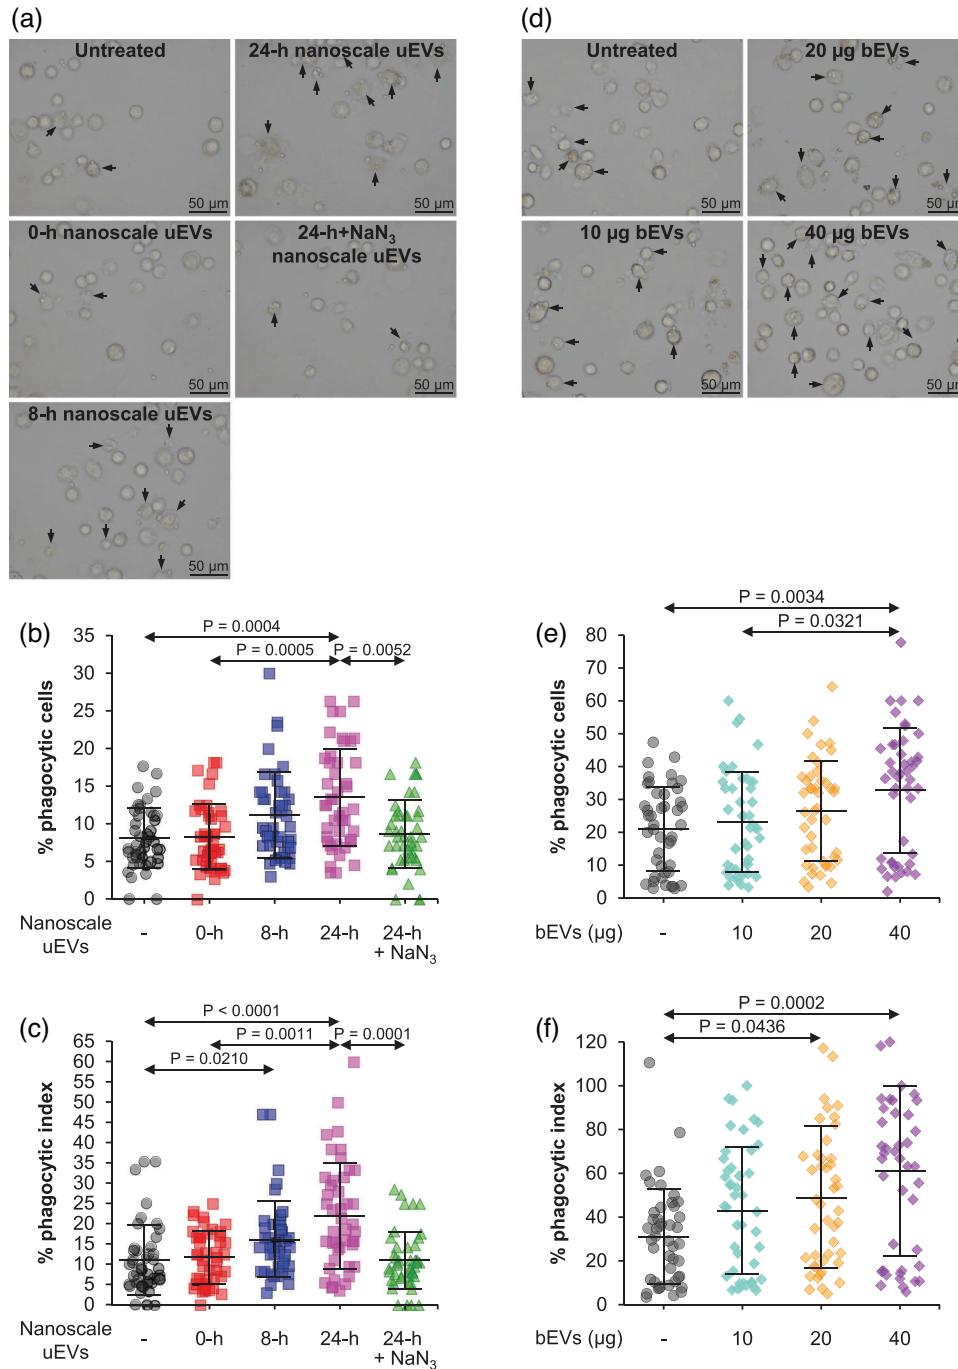 (a)
Untreated
50 µm
24-h nanoscale uEVs
50 µm
0-h nanoscale uEVs
50 µm
24-h+NaN₃
nanoscale uEVs
50 µm
8-h nanoscale uEVs
50 µm
(d)
Untreated
50 µm
20 µg bEVs
50 µm
10 µg bEVs
50 µm
40 µg bEVs
50 µm
(b)
P = 0.0004
P = 0.0005
P = 0.0052
% phagocytic cells
35
30
25
20
15
10
5
0
Nanoscale
uEVs
-
0-h
8-h
24-h
24-h
+ NaN₃
(e)
P = 0.0034
P = 0.0321
% phagocytic cells
80
70
60
50
40
30
20
10
0
bEVs (µg)
-
10
20
40
(c)
P < 0.0001
P = 0.0011
P = 0.0001
P = 0.0210
% phagocytic index
65
60
55
50
45
40
35
30
25
20
15
10
5
0
Nanoscale
uEVs
-
0-h
8-h
24-h
24-h
+ NaN₃
(f)
P = 0.0002
P = 0.0436
% phagocytic index
120
100
80
60
40
20
0
bEVs (µg)
-
10
20
40